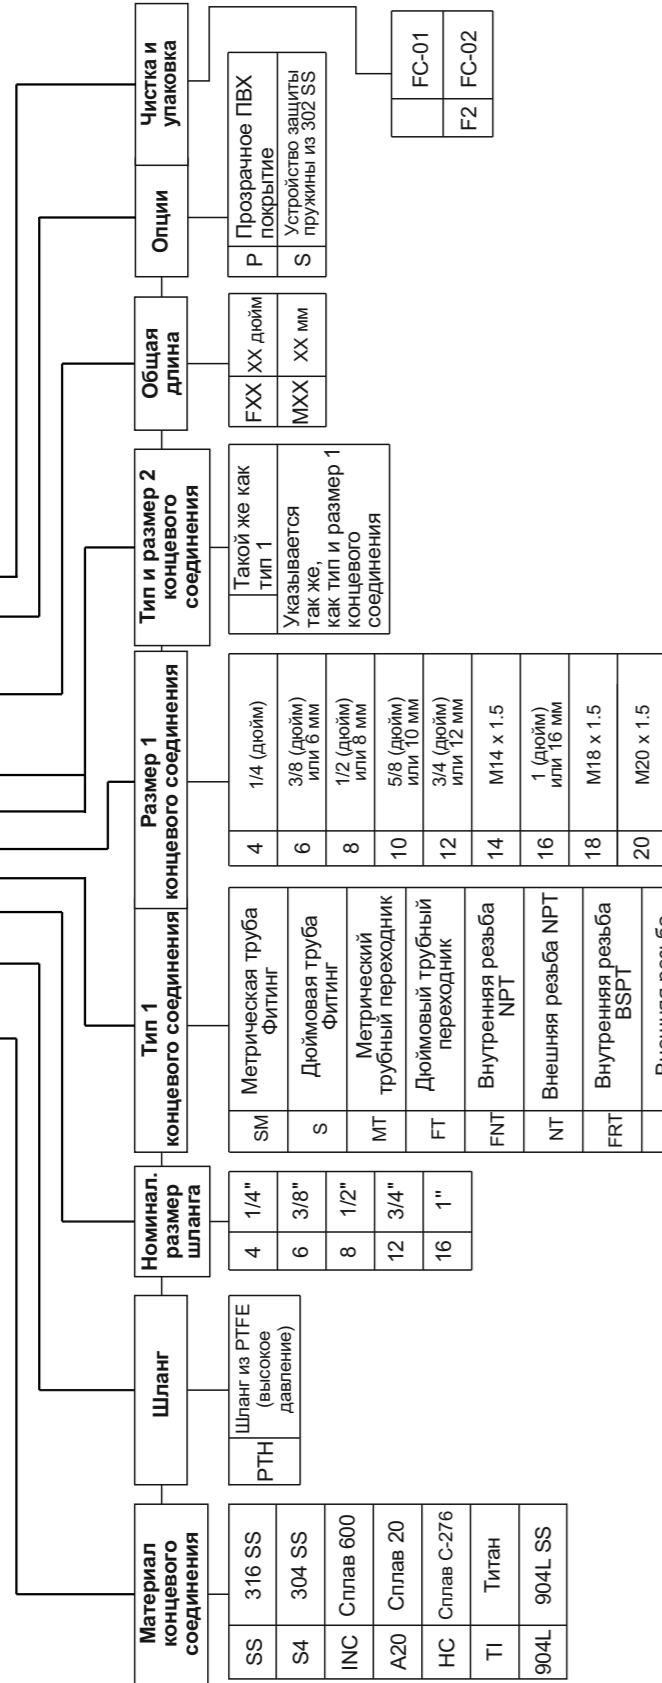 Материал
концевого
соединения
SS 316 SS
S4 304 SS
INC Сплав 600
A20 Сплав 20
HC Сплав C-276
TI Титан
904L 904L SS
Шланг
PTH Шланг из PTFE
(высокое
давление)
Номинал.
размер
шланга
4 1/4"
6 3/8"
8 1/2"
12 3/4"
16 1"
Тип 1
концевого соединения
SM Метрическая труба
Фитинг
S Дюймовая труба
Фитинг
MT Метрический
трубный переходник
FT Дюймовый трубный
переходник
FNT Внутренняя резьба
NPT
NT Внешняя резьба NPT
FRT Внутренняя резьба
BSPT
Размер 1
концевого соединения
4 1/4 (дюйм)
6 3/8 (дюйм)
или 6 мм
8 1/2 (дюйм)
или 8 мм
10 5/8 (дюйм)
или 10 мм
12 3/4 (дюйм)
или 12 мм
14 M14 x 1.5
16 1 (дюйм)
или 16 мм
18 M18 x 1.5
20 M20 x 1.5
Тип и размер 2
концевого
соединения
Такой же как
тип 1
Указывается
так же,
как тип и размер 1
концевого
соединения
Общая
длина
FXX XX дюйм
MXX XX мм
Опции
P Прозрачное ПВХ
покрытие
S Устройство защиты
пружины из 302 SS
Чистка и
упаковка
FC-01
F2 FC-02